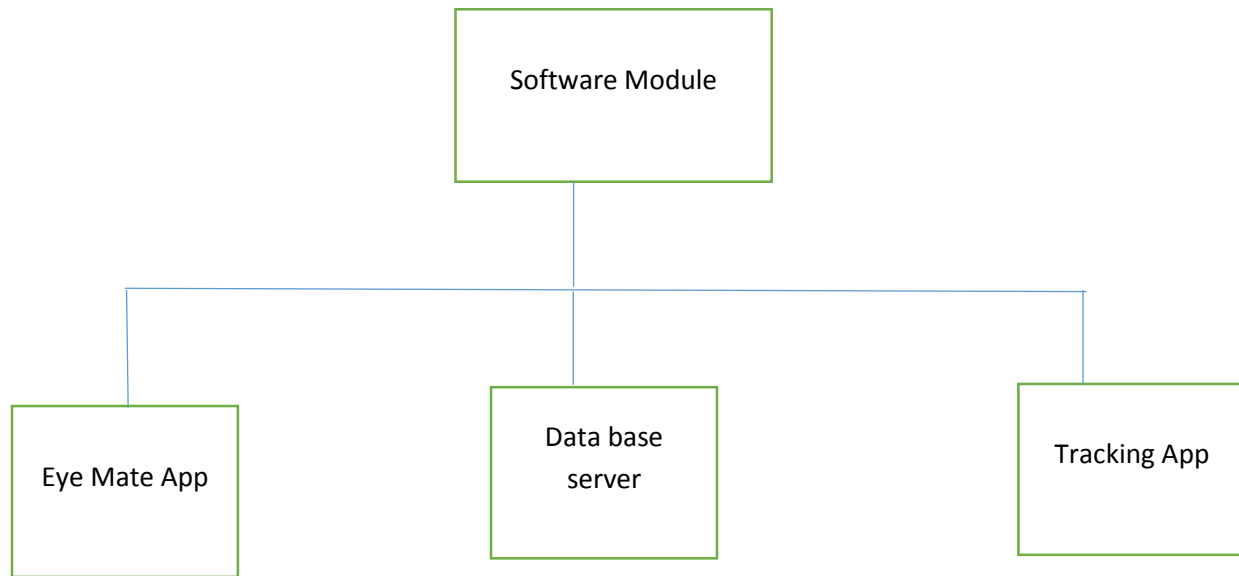 Software Module
Eye Mate App
Data base
server
Tracking App